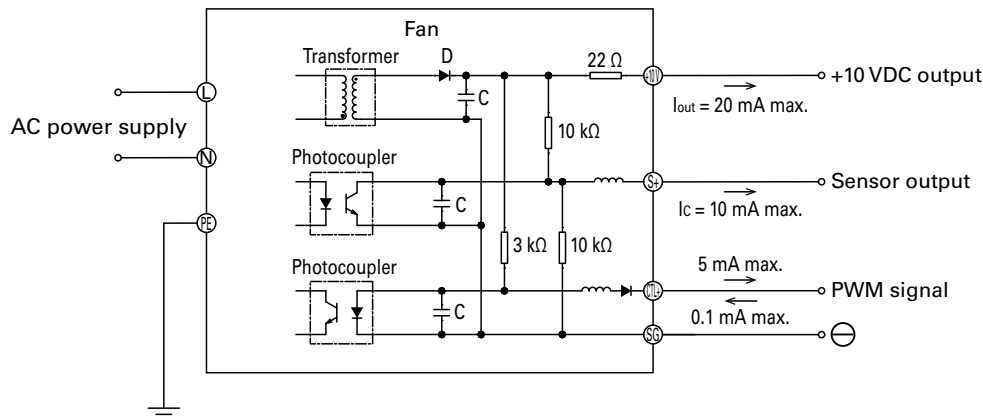 Fan
Transformer
D
22 Ω
+10V
+10 VDC output
Iout = 20 mA max.
C
L
AC power supply
10 kΩ
N
Photocoupler
S+
Sensor output
C
IC = 10 mA max.
PE
3 kΩ
10 kΩ
Photocoupler
5 mA max.
CTL+
PWM signal
C
0.1 mA max.
SG
⊖